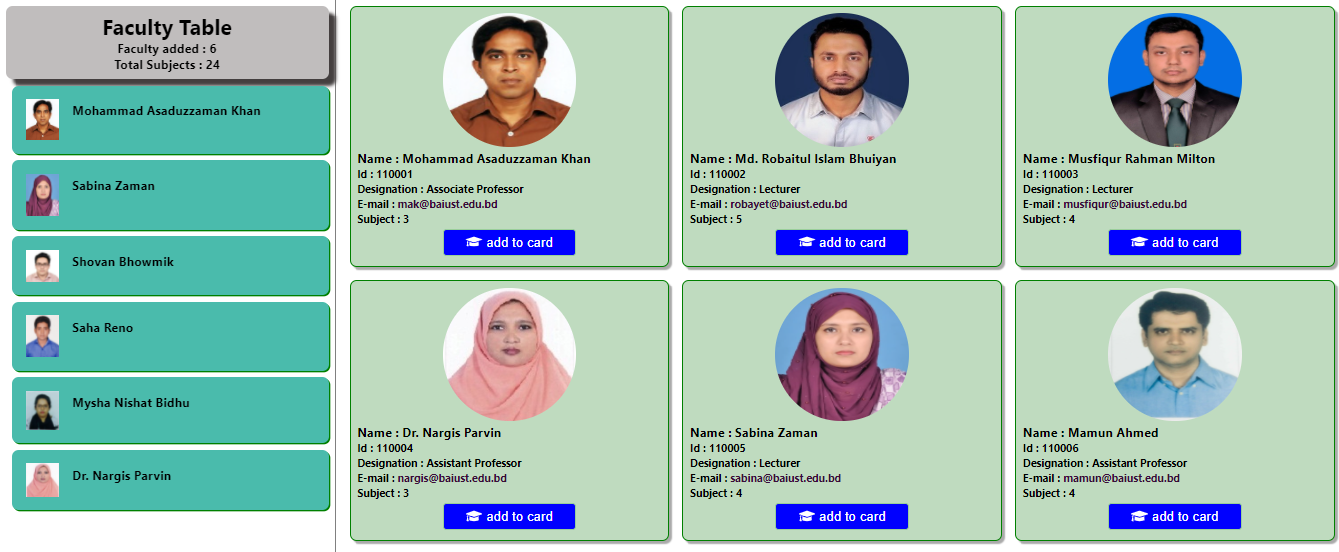 Faculty Table
Faculty added : 6
Total Subjects : 24
Mohammad Asaduzzaman Khan
Sabina Zaman
Shovan Bhowmik
Saha Reno
Mysha Nishat Bidhu
Dr. Nargis Parvin
Name : Mohammad Asaduzzaman Khan
Id : 110001
Designation : Associate Professor
E-mail : mak@baiust.edu.bd
Subject : 3
add to card
Name : Md. Robaitul Islam Bhuiyan
Id : 110002
Designation : Lecturer
E-mail : robayet@baiust.edu.bd
Subject : 5
add to card
Name : Musfiqur Rahman Milton
Id : 110003
Designation : Lecturer
E-mail : musfiqur@baiust.edu.bd
Subject : 4
add to card
Name : Dr. Nargis Parvin
Id : 110004
Designation : Assistant Professor
E-mail : nargis@baiust.edu.bd
Subject : 3
add to card
Name : Sabina Zaman
Id : 110005
Designation : Lecturer
E-mail : sabina@baiust.edu.bd
Subject : 4
add to card
Name : Mamun Ahmed
Id : 110006
Designation : Assistant Professor
E-mail : mamun@baiust.edu.bd
Subject : 4
add to card